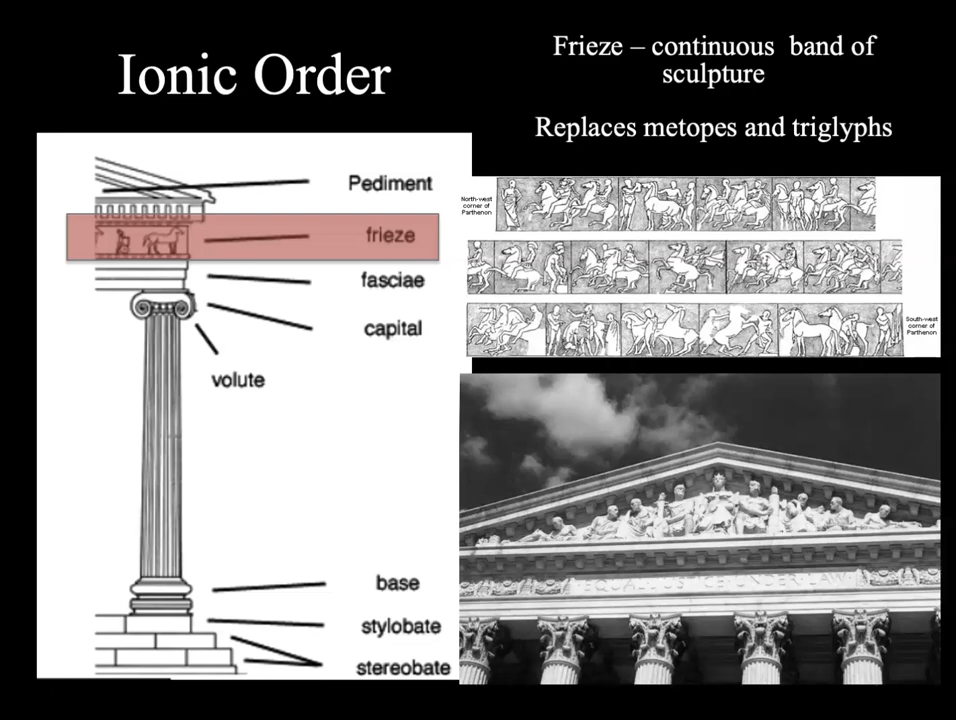 Ionic Order
Frieze – continuous band of
sculpture
Replaces metopes and triglyphs
Pediment
frieze
fasciae
capital
volute
base
stylobate
stereobate
North-west
corner of
Parthenon
South-west
corner of
Parthenon
EQUAL JUSTICE UNDER LAW